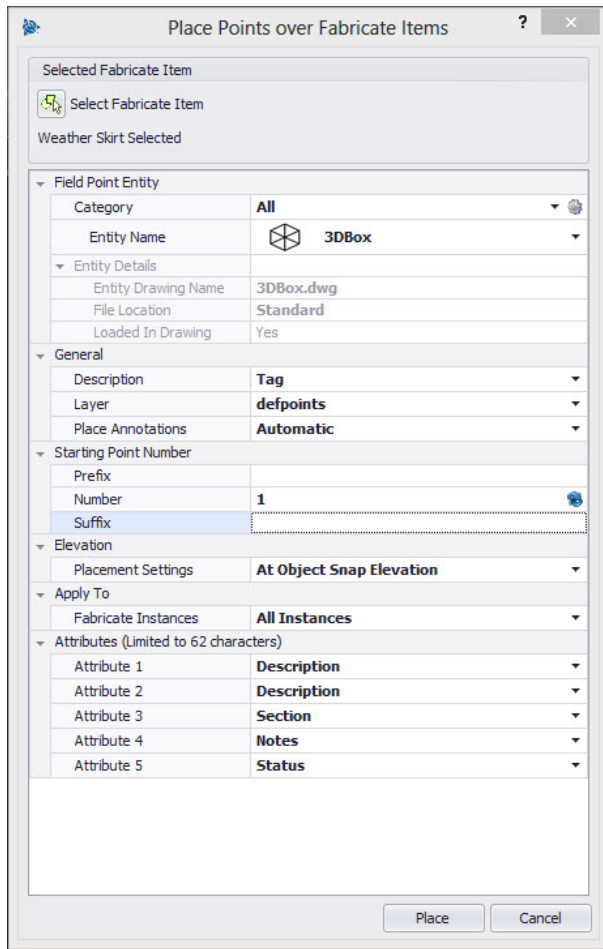 Place Points over Fabricate Items ?
Selected Fabricate Item
Select Fabricate Item
Weather Skirt Selected
Field Point Entity
Category All
Entity Name 3DBox
Entity Details
Entity Drawing Name 3DBox.dwg
File Location Standard
Loaded In Drawing Yes
General
Description Tag
Layer defpoints
Place Annotations Automatic
Starting Point Number
Prefix
Number 1
Suffix
Elevation
Placement Settings At Object Snap Elevation
Apply To
Fabricate Instances All Instances
Attributes (Limited to 62 characters)
Attribute 1 Description
Attribute 2 Description
Attribute 3 Section
Attribute 4 Notes
Attribute 5 Status
Place Cancel